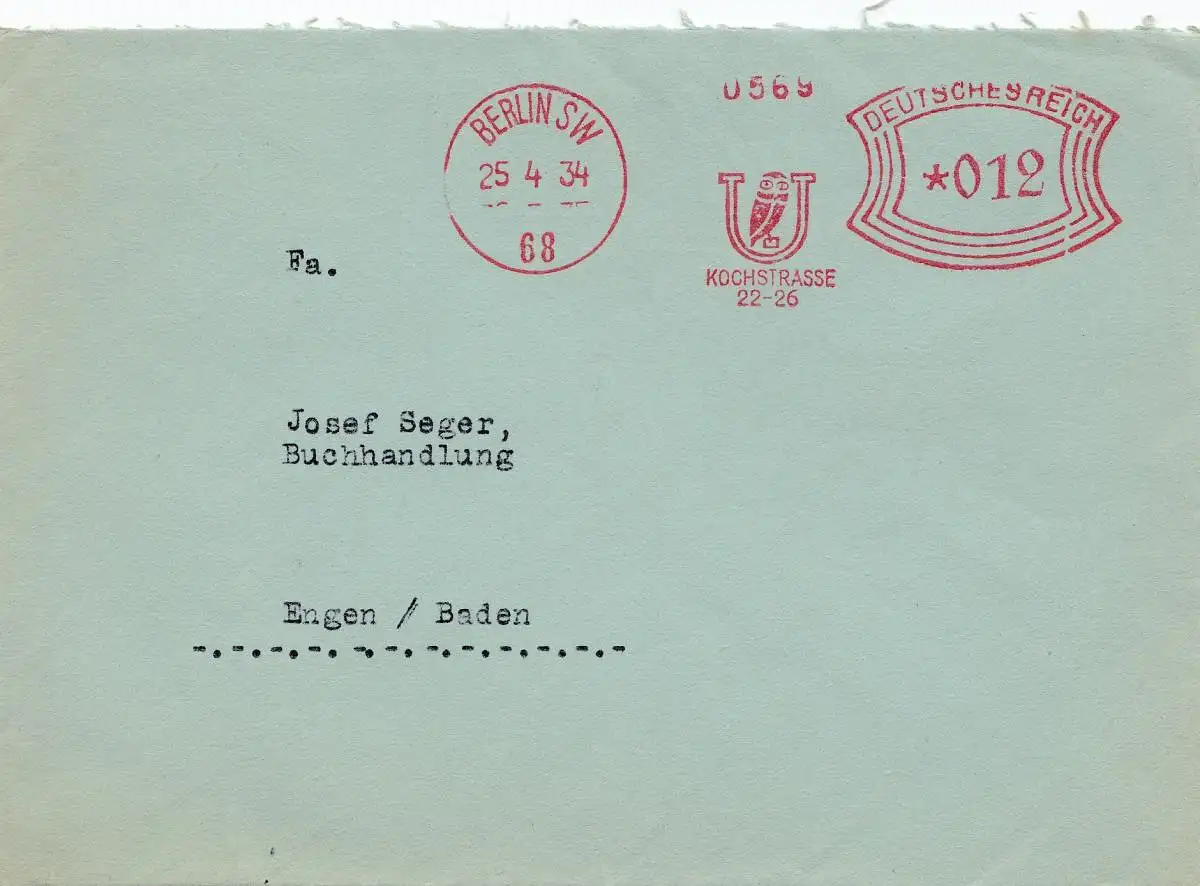 BERLIN SW
25 4 34
68
0569
U
KOCHSTRASSE
22-26
DEUTSCHES REICH
*012
Fa.
Josef Seger,
Buchhandlung
Engen / Baden
-.-.-.-.-.-.-.-.-.-.-.-